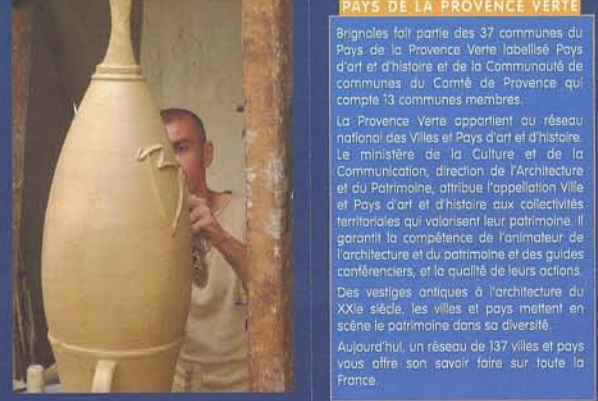 PAYS DE LA PROVENCE VERTE
Brignoles fait partie des 37 communes du
Pays de la Provence Verte labellisé Pays
d'art et d'histoire et de la Communauté de
communes du Comté de Provence qui
compte 13 communes membres.
La Provence Verte appartient au réseau
national des Villes et Pays d'art et d'histoire.
Le ministère de la Culture et de la
Communication, direction de l'Architecture
et du Patrimoine, attribue l'appellation Ville
et Pays d'art et d'histoire aux collectivités
territoriales qui valorisent leur patrimoine. Il
garantit la compétence de l'animateur de
l'architecture et du patrimoine et des guides
conférenciers, et la qualité de leurs actions.
Des vestiges antiques à l'architecture du
XXIe siècle, les villes et pays mettent en
scène le patrimoine dans sa diversité.
Aujourd'hui, un réseau de 137 villes et pays
vous offre son savoir faire sur toute la
France.